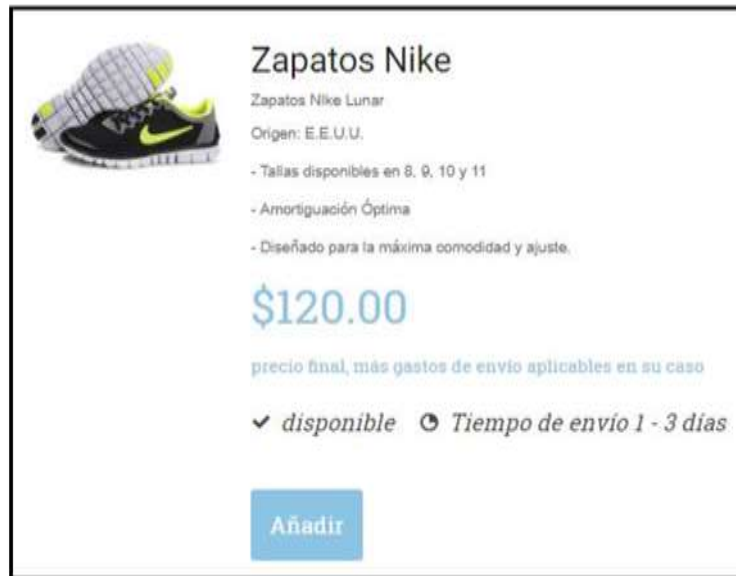 Zapatos Nike
Zapatos Nike Lunar
Origen: E.E.U.U.
- Tallas disponibles en 8, 9, 10 y 11
- Amortiguación Óptima
- Diseñado para la máxima comodidad y ajuste.
$120.00
precio final, más gastos de envío aplicables en su caso
disponible Tiempo de envío 1 - 3 días
Añadir